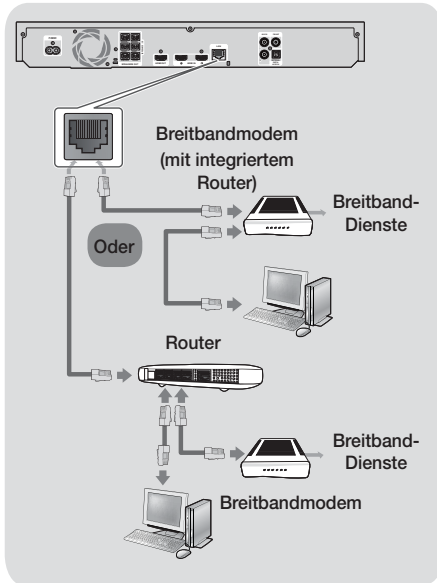 Breitbandmodem
(mit integriertem
Router)
Breitband-
Dienste
Oder
Router
Breitband-
Dienste
Breitbandmodem